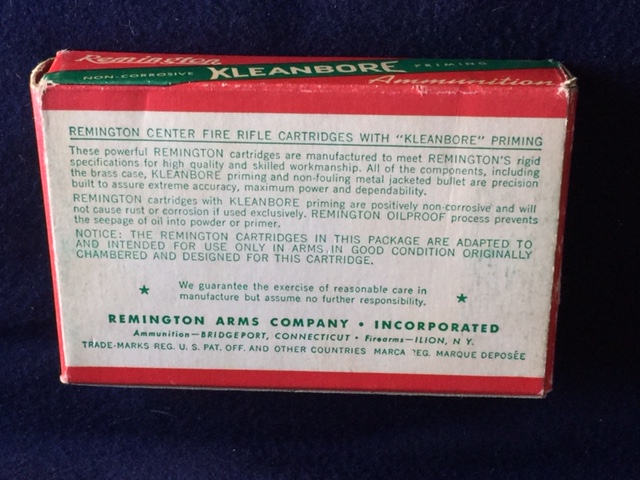 Remington
NON-CORROSIVE KLEANBORE PRIMING
Ammunition
REMINGTON CENTER FIRE RIFLE CARTRIDGES WITH "KLEANBORE" PRIMING
These powerful REMINGTON cartridges are manufactured to meet REMINGTON'S rigid
specifications for high quality and skilled workmanship. All of the components, including
the brass case, KLEANBORE priming and non-fouling metal jacketed bullet are precision
built to assure extreme accuracy, maximum power and dependability.
REMINGTON cartridges with KLEANBORE priming are positively non-corrosive and will
not cause rust or corrosion if used exclusively. REMINGTON OILPROOF process prevents
the seepage of oil into powder or primer.
NOTICE: THE REMINGTON CARTRIDGES IN THIS PACKAGE ARE ADAPTED TO
AND INTENDED FOR USE ONLY IN ARMS IN GOOD CONDITION ORIGINALLY
CHAMBERED AND DESIGNED FOR THIS CARTRIDGE.
We guarantee the exercise of reasonable care in
manufacture but assume no further responsibility.
REMINGTON ARMS COMPANY • INCORPORATED
Ammunition—BRIDGEPORT, CONNECTICUT • Firearms—ILION, N.Y.
TRADE-MARKS REG. U.S. PAT. OFF. AND OTHER COUNTRIES MARCA REG. MARQUE DEPOSÉE